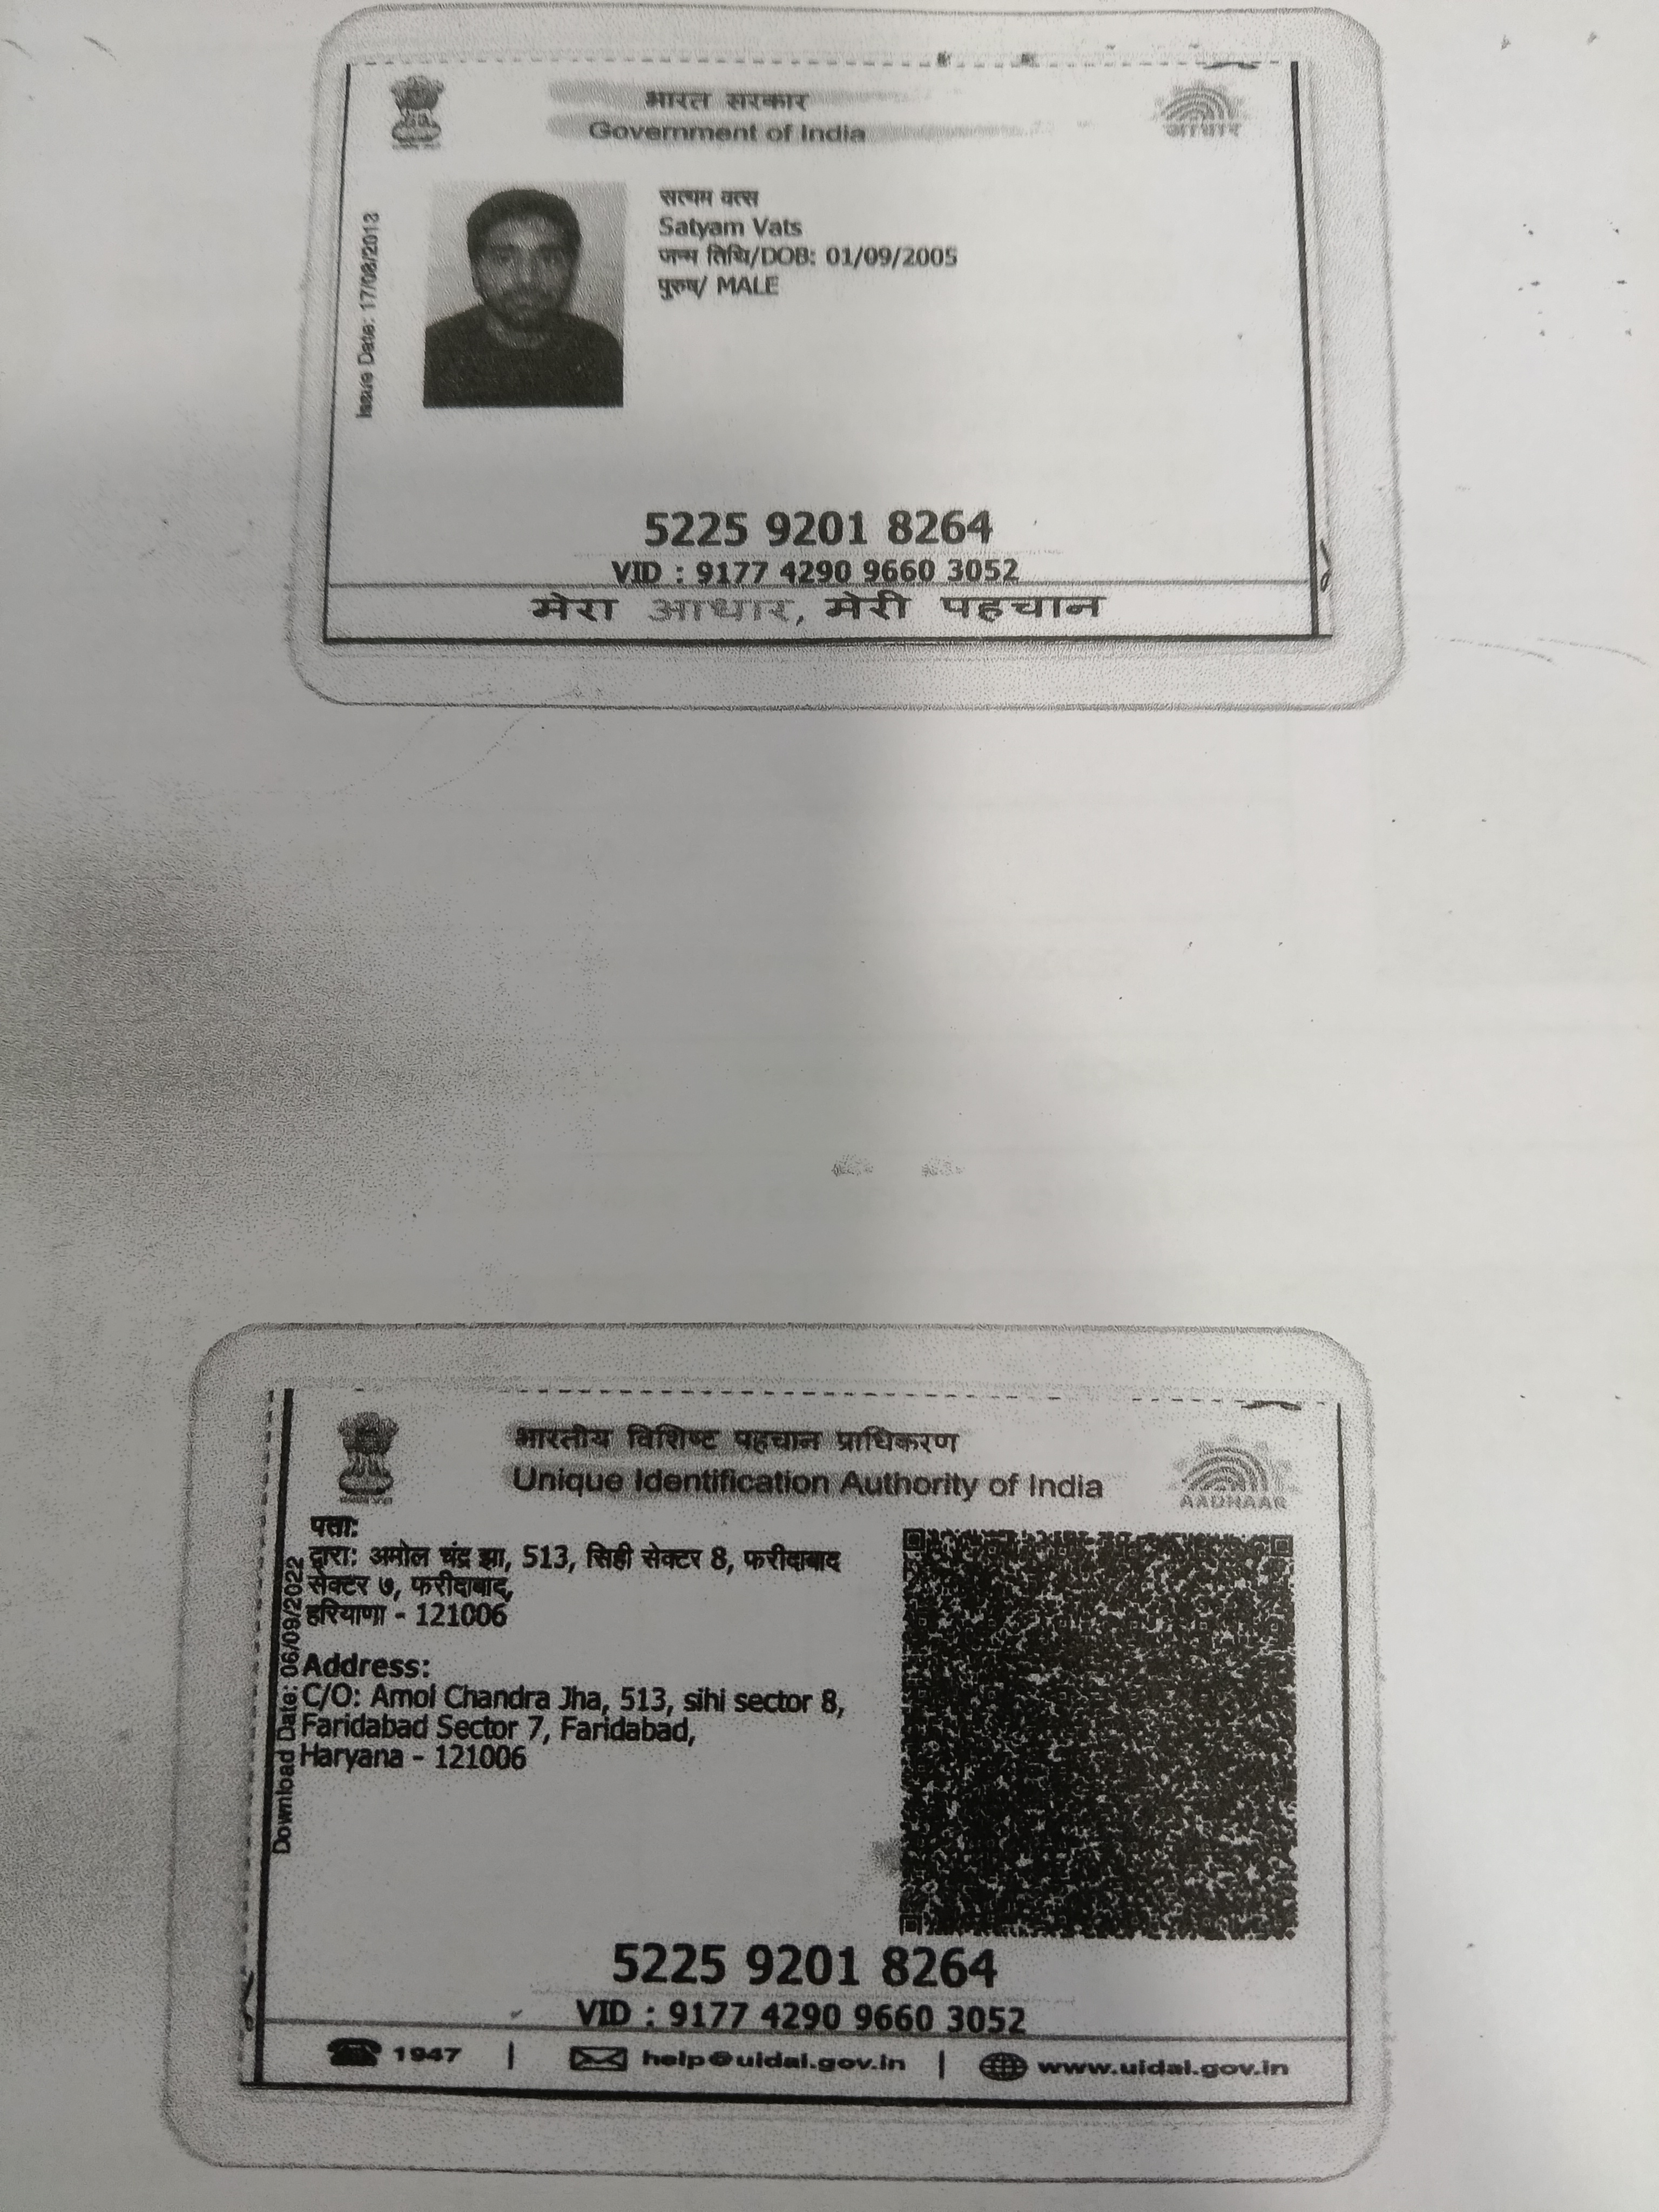 भारत सरकार
Government of India
आधार
Issue Date: 17/08/2013
सत्यम वत्स
Satyam Vats
जन्म तिथि/DOB: 01/09/2005
पुरुष/ MALE
5225 9201 8264
VID : 9177 4290 9660 3052
मेरा आधार, मेरी पहचान
भारतीय विशिष्ट पहचान प्राधिकरण
Unique Identification Authority of India
AADHAAR
Download Date: 06/09/2022
पता:
द्वारा: अमोल चंद्र झा, 513, सिही सेक्टर 8, फरीदाबाद
सेक्टर ७, फरीदाबाद,
हरियाणा - 121006
Address:
C/O: Amol Chandra Jha, 513, sihi sector 8,
Faridabad Sector 7, Faridabad,
Haryana - 121006
5225 9201 8264
VID : 9177 4290 9660 3052
1947 | help@uidai.gov.in | www.uidai.gov.in